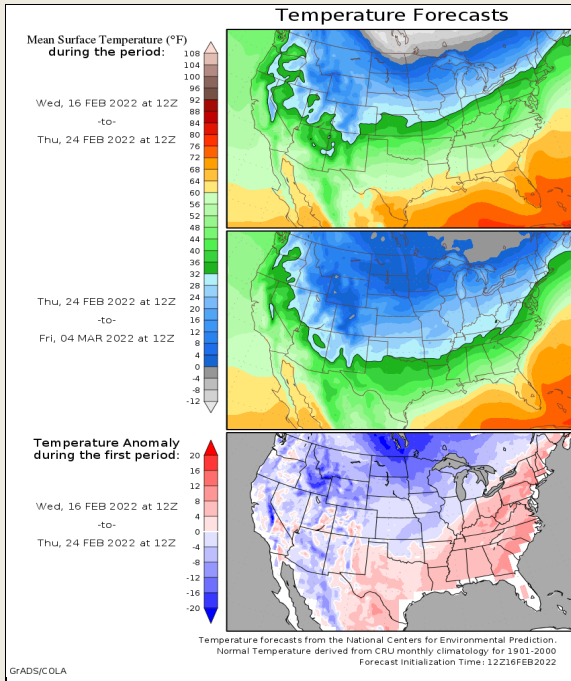 Temperature Forecasts
Mean Surface Temperature (°F)
during the period:
Wed, 16 FEB 2022 at 12Z
-to-
Thu, 24 FEB 2022 at 12Z
108
104
100
96
92
88
84
80
76
72
68
64
60
56
52
48
44
40
36
32
28
24
20
16
12
8
4
0
-4
-8
-12
Thu, 24 FEB 2022 at 12Z
-to-
Fri, 04 MAR 2022 at 12Z
Temperature Anomaly
during the first period:
Wed, 16 FEB 2022 at 12Z
-to-
Thu, 24 FEB 2022 at 12Z
20
16
12
8
4
0
-4
-8
-12
-16
-20
Temperature forecasts from the National Centers for Environmental Prediction.
Normal Temperature derived from CRU monthly climatology for 1901-2000
Forecast Initialization Time: 12Z16FEB2022
GrADS/COLA